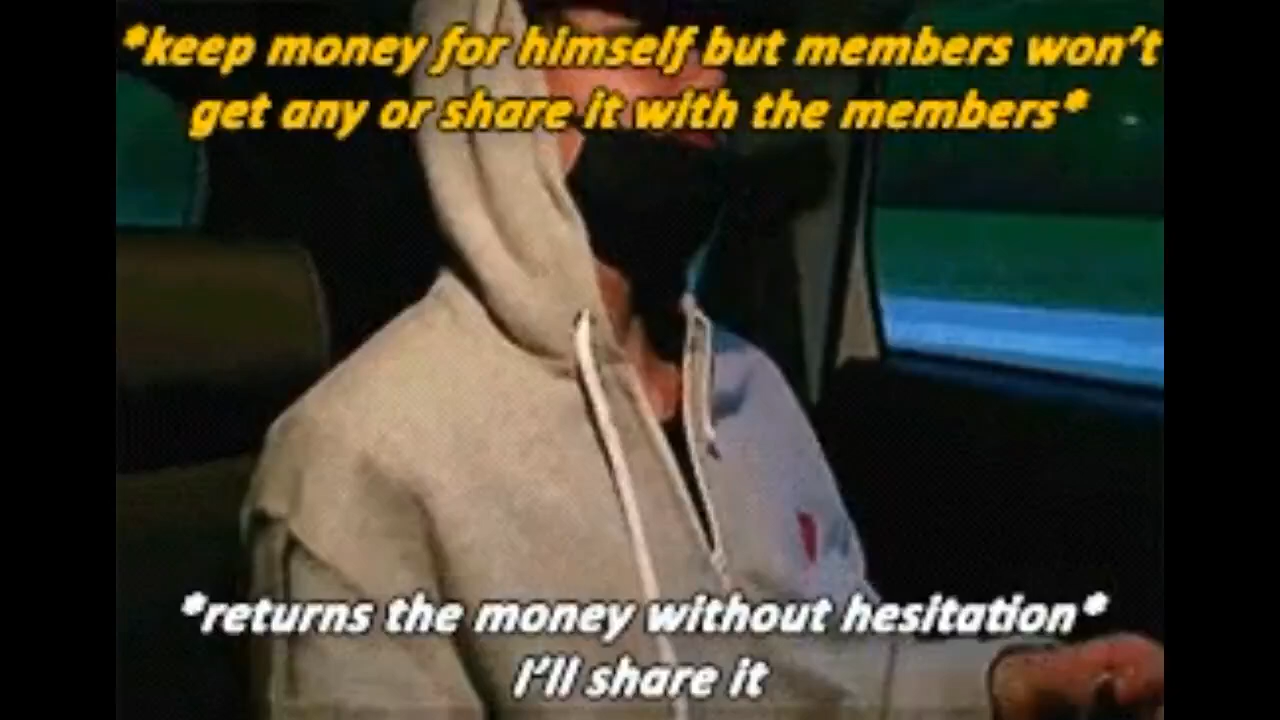 *keep money for himself but members won't
get any or share it with the members*
*returns the money without hesitation*
I'll share it